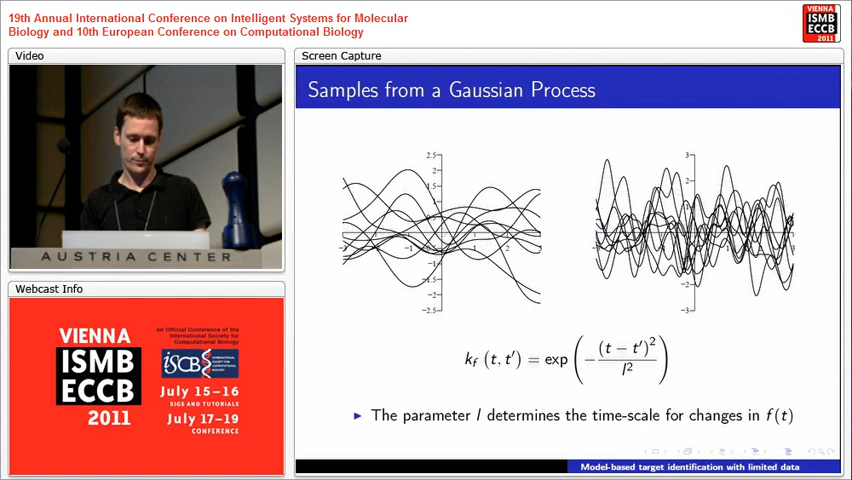 19th Annual International Conference on Intelligent Systems for Molecular
Biology and 10th European Conference on Computational Biology
VIENNA
ISMB
ECCB
2011
Video
AUSTRIA CENTER
Webcast Info
VIENNA
ISMB
ECCB
2011
An Official Conference of the
International Society for
Computational Biology
ISCB
INTERNATIONAL
SOCIETY FOR
COMPUTATIONAL
BIOLOGY
July 15–16
SIGS AND TUTORIALS
July 17–19
CONFERENCE
Screen Capture
Samples from a Gaussian Process
2.5
2
1.5
1
−1
1
2
−0.5
−1
−1.5
−2
−2.5
3
2
1
−2
−3
k_f (t, t′) = exp ( − (t − t′)² / l² )
► The parameter l determines the time-scale for changes in f(t)
Model-based target identification with limited data